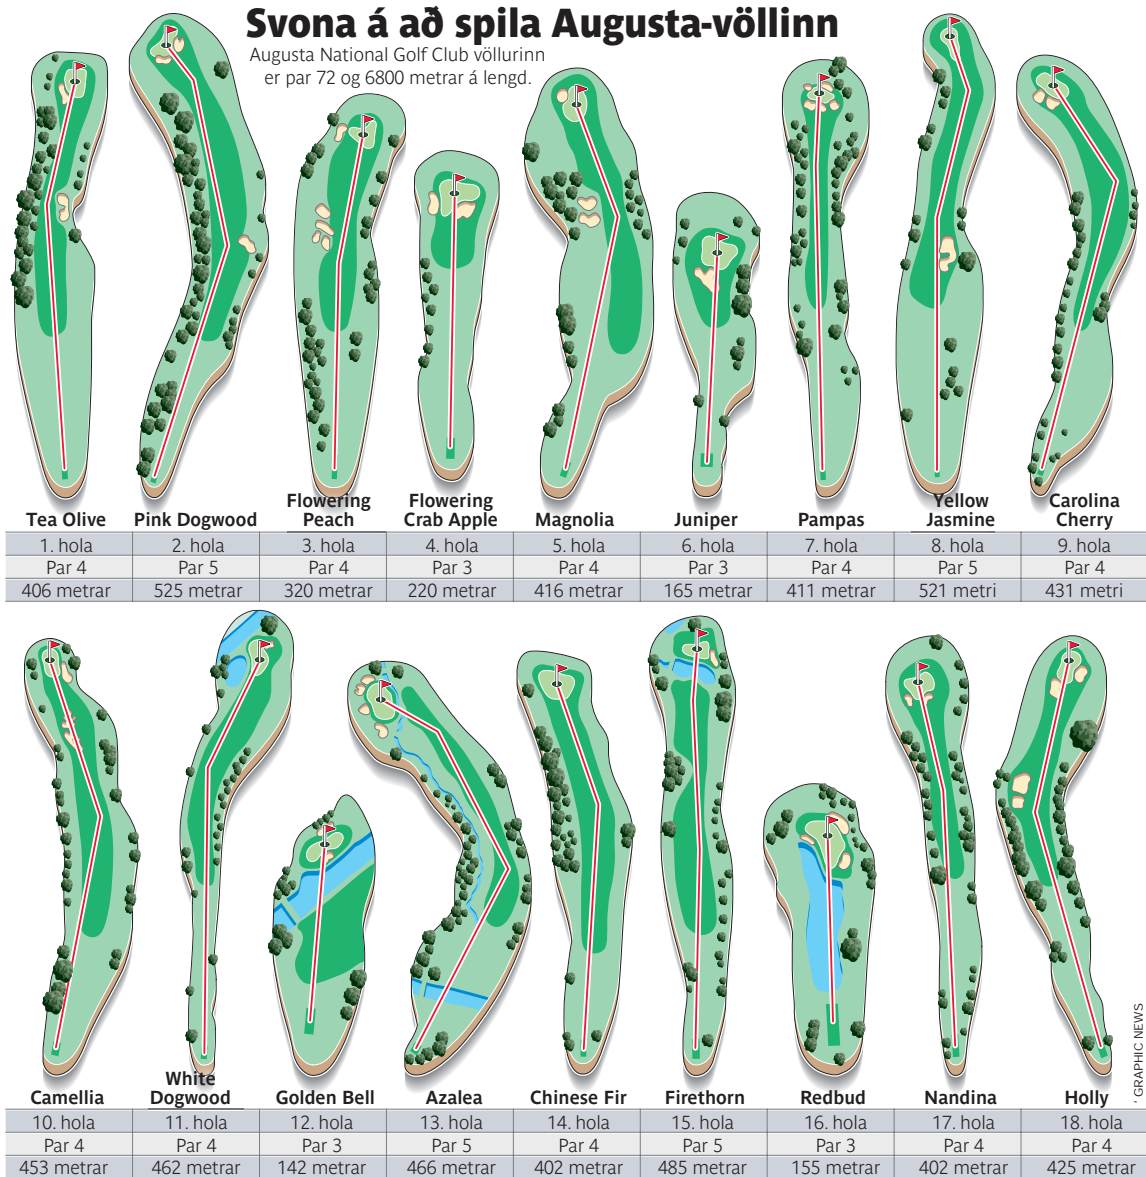 Svona á að spila Augusta-völlinn
Augusta National Golf Club völlurinn
er par 72 og 6800 metrar á lengd.
Tea Olive
Pink Dogwood
Flowering
Peach
Flowering
Crab Apple
Magnolia
Juniper
Pampas
Yellow
Jasmine
Carolina
Cherry
1. hola 2. hola 3. hola 4. hola 5. hola 6. hola 7. hola 8. hola 9. hola
Par 4 Par 5 Par 4 Par 3 Par 4 Par 3 Par 4 Par 5 Par 4
406 metrar 525 metrar 320 metrar 220 metrar 416 metrar 165 metrar 411 metrar 521 metri 431 metri
Camellia
White
Dogwood
Golden Bell
Azalea
Chinese Fir
Firethorn
Redbud
Nandina
Holly
10. hola 11. hola 12. hola 13. hola 14. hola 15. hola 16. hola 17. hola 18. hola
Par 4 Par 4 Par 3 Par 5 Par 4 Par 5 Par 3 Par 4 Par 4
453 metrar 462 metrar 142 metrar 466 metrar 402 metrar 485 metrar 155 metrar 402 metrar 425 metrar
' GRAPHIC NEWS